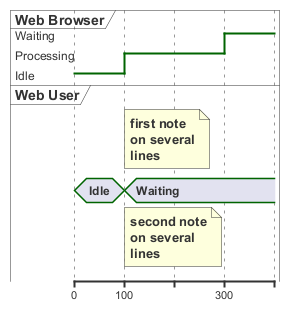 Web Browser
Waiting
Processing
Idle
Web User
first note
on several
lines
Idle
Waiting
second note
on several
lines
0
100
300